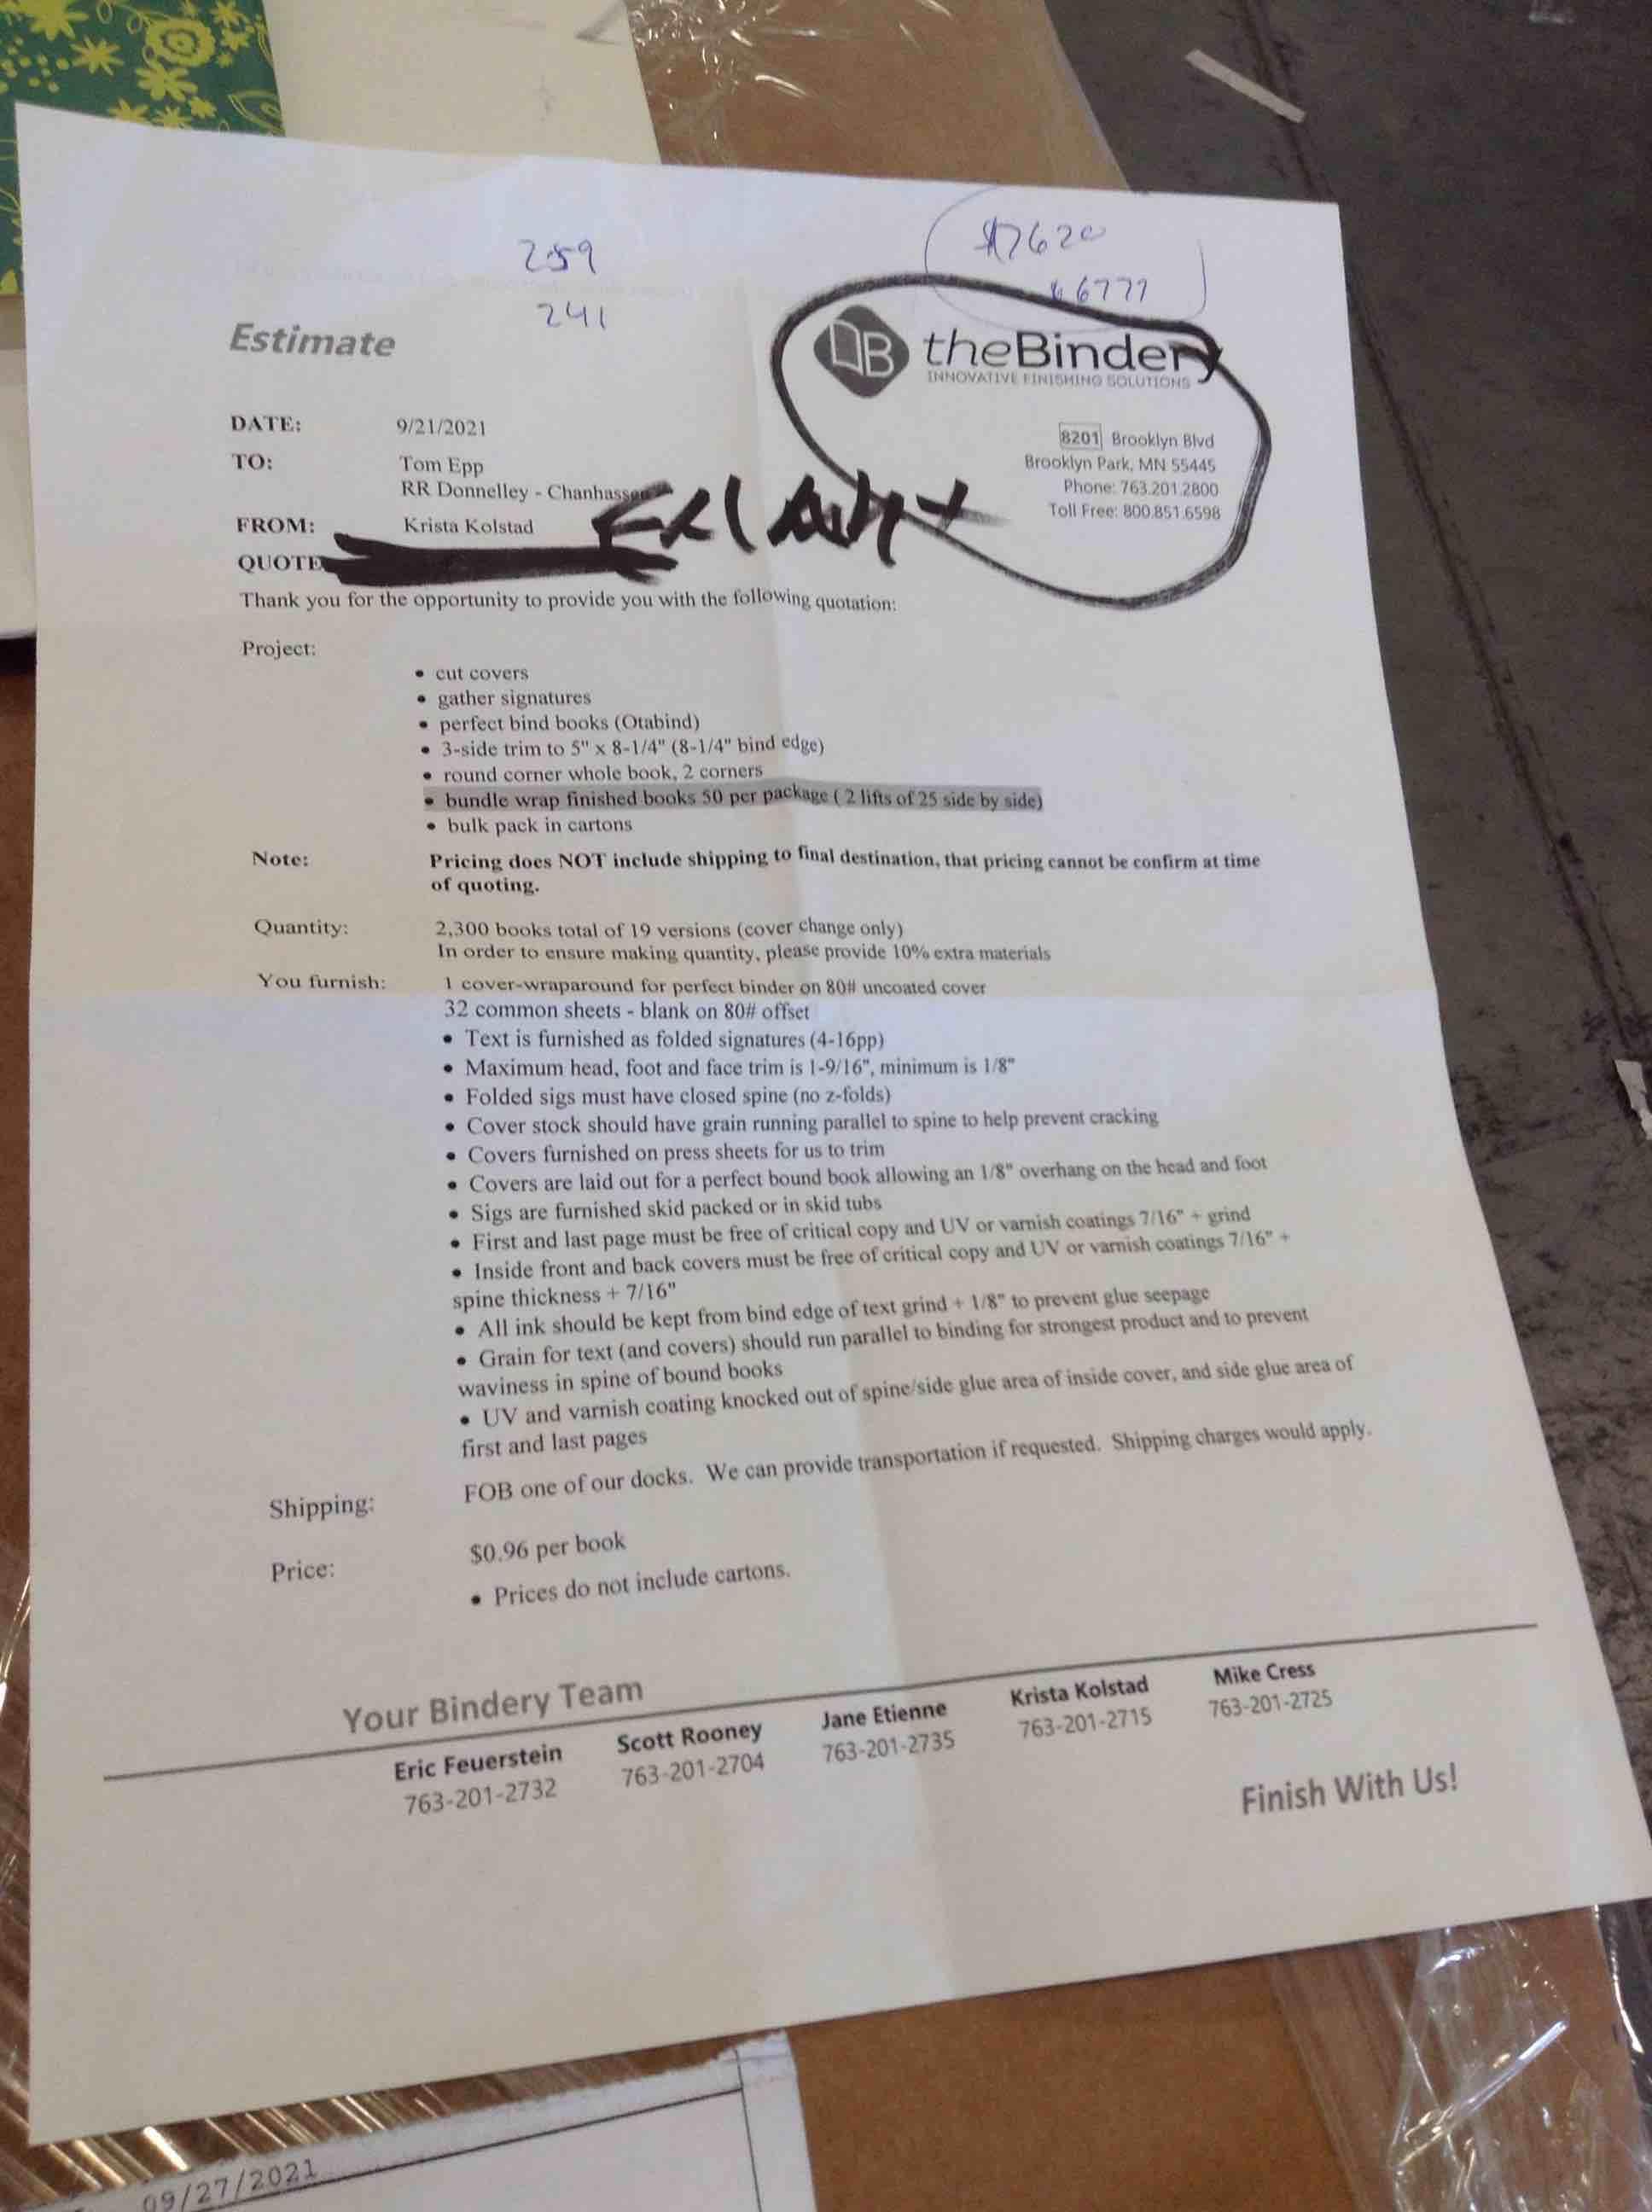 259
$7620
241
6777
Estimate
theBindery
INNOVATIVE FINISHING SOLUTIONS
8201 Brooklyn Blvd
Brooklyn Park, MN 55445
Phone: 763.201.2800
Toll Free: 800.851.6598
DATE: 9/21/2021
TO: Tom Epp
RR Donnelley - Chanhassen
FROM: Krista Kolstad
QUOTE
Thank you for the opportunity to provide you with the following quotation:
Project:
• cut covers
• gather signatures
• perfect bind books (Otabind)
• 3-side trim to 5" x 8-1/4" (8-1/4" bind edge)
• round corner whole book, 2 corners
• bundle wrap finished books 50 per package ( 2 lifts of 25 side by side)
• bulk pack in cartons
Note: Pricing does NOT include shipping to final destination, that pricing cannot be confirm at time
of quoting.
Quantity: 2,300 books total of 19 versions (cover change only)
In order to ensure making quantity, please provide 10% extra materials
You furnish: 1 cover-wraparound for perfect binder on 80# uncoated cover
32 common sheets - blank on 80# offset
• Text is furnished as folded signatures (4-16pp)
• Maximum head, foot and face trim is 1-9/16", minimum is 1/8"
• Folded sigs must have closed spine (no z-folds)
• Cover stock should have grain running parallel to spine to help prevent cracking
• Covers furnished on press sheets for us to trim
• Covers are laid out for a perfect bound book allowing an 1/8" overhang on the head and foot
• Sigs are furnished skid packed or in skid tubs
• First and last page must be free of critical copy and UV or varnish coatings 7/16" + grind
• Inside front and back covers must be free of critical copy and UV or varnish coatings 7/16" +
spine thickness + 7/16"
• All ink should be kept from bind edge of text grind + 1/8" to prevent glue seepage
• Grain for text (and covers) should run parallel to binding for strongest product and to prevent
waviness in spine of bound books
• UV and varnish coating knocked out of spine/side glue area of inside cover, and side glue area of
first and last pages
Shipping: FOB one of our docks. We can provide transportation if requested. Shipping charges would apply.
Price: $0.96 per book
• Prices do not include cartons.
Your Bindery Team
Eric Feuerstein
763-201-2732
Scott Rooney
763-201-2704
Jane Etienne
763-201-2735
Krista Kolstad
763-201-2715
Mike Cress
763-201-2725
Finish With Us!
09/27/2021